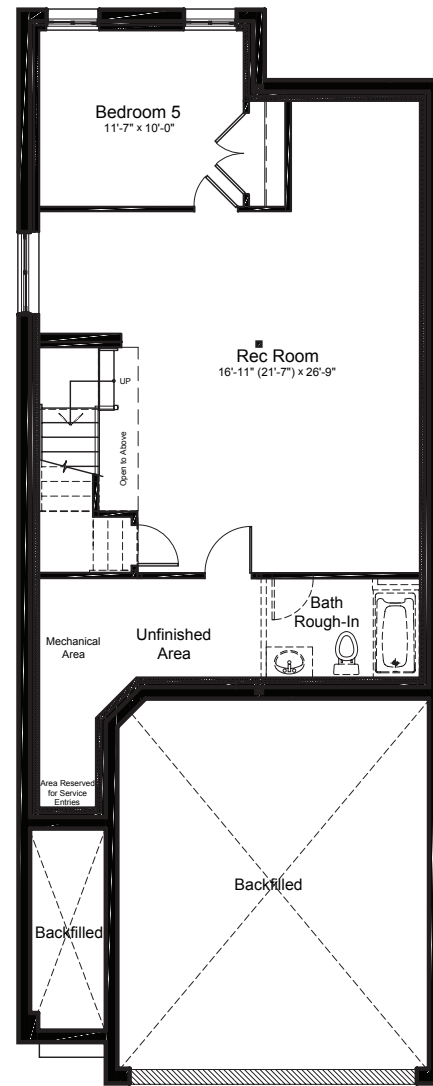 Bedroom 5
11'-7" x 10'-0"
Rec Room
16'-11" (21'-7") x 26'-9"
UP
Open to Above
Bath
Rough-In
Mechanical
Area
Unfinished
Area
Area Reserved
for Service
Entries
Backfilled
Backfilled